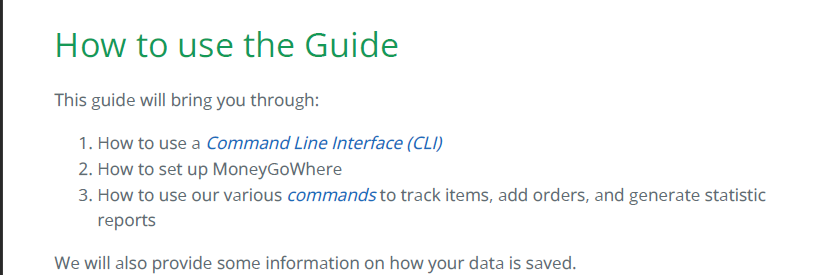 How to use the Guide
This guide will bring you through:
1. How to use a Command Line Interface (CLI)
2. How to set up MoneyGoWhere
3. How to use our various commands to track items, add orders, and generate statistic
reports
We will also provide some information on how your data is saved.